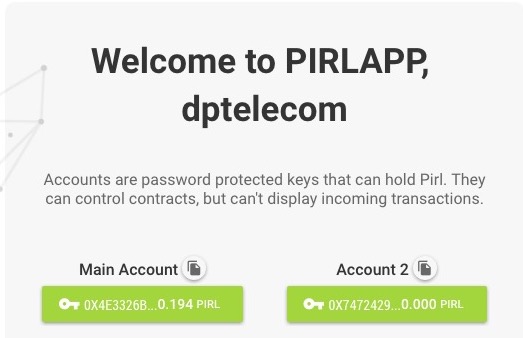 Welcome to PIRLAPP,
dptelecom
Accounts are password protected keys that can hold Pirl. They
can control contracts, but can't display incoming transactions.
Main Account
Account 2
0X4E3326B...0.194 PIRL
0X7472429...0.000 PIRL